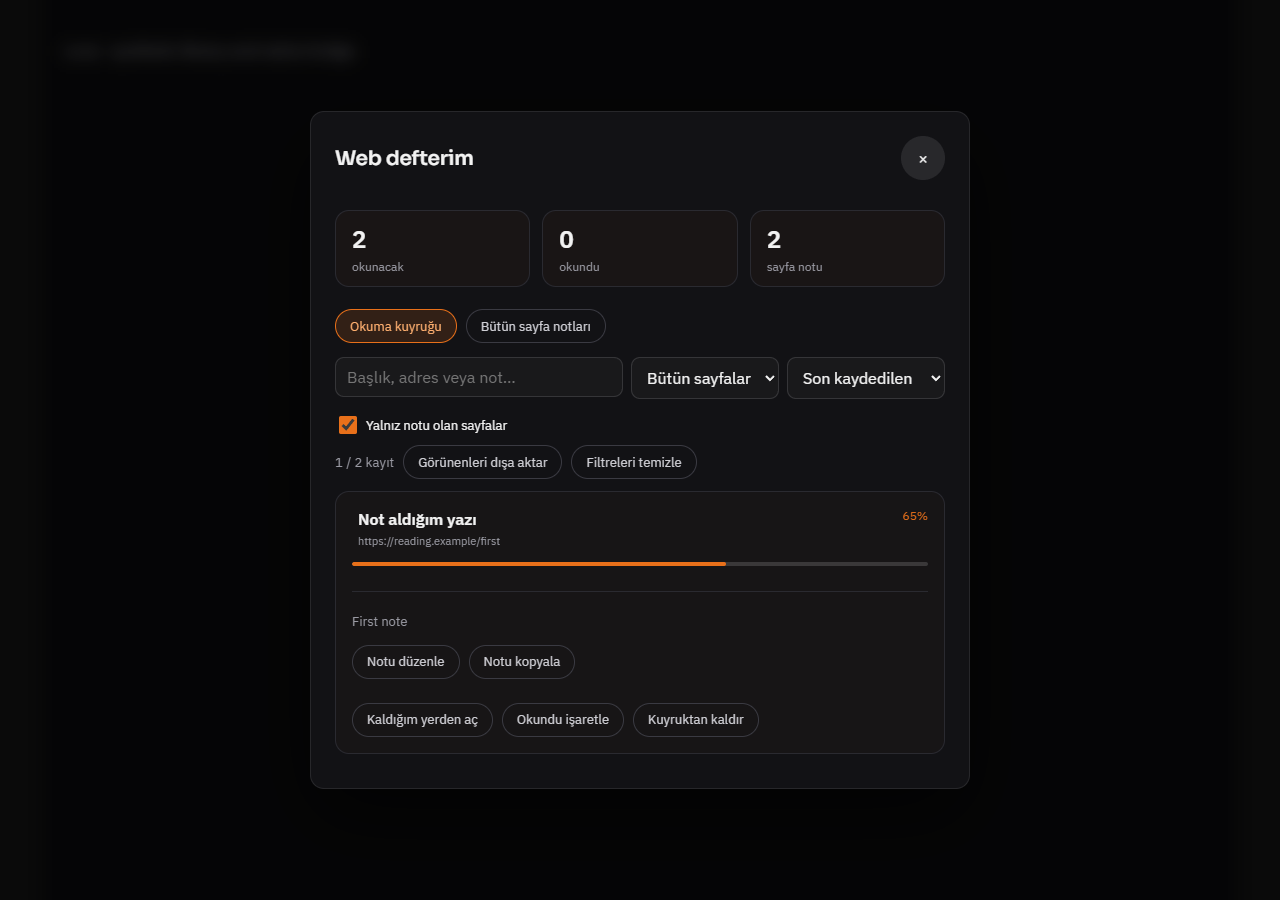 Web defterim
×
2
okunacak
0
okundu
2
sayfa notu
Okuma kuyruğu
Bütün sayfa notları
Başlık, adres veya not...
Bütün sayfalar
Son kaydedilen
Yalnız notu olan sayfalar
1 / 2 kayıt
Görünenleri dışa aktar
Filtreleri temizle
Not aldığım yazı
65%
https://reading.example/first
First note
Notu düzenle
Notu kopyala
Kaldığım yerden aç
Okundu işaretle
Kuyruktan kaldır